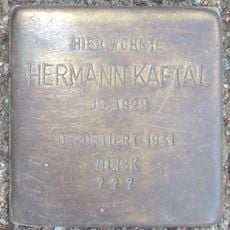 HIER WOHNTE
HERMANN KAFTAL
JG. 1929
DEPORTIERT 1941
MINSK
? ? ?